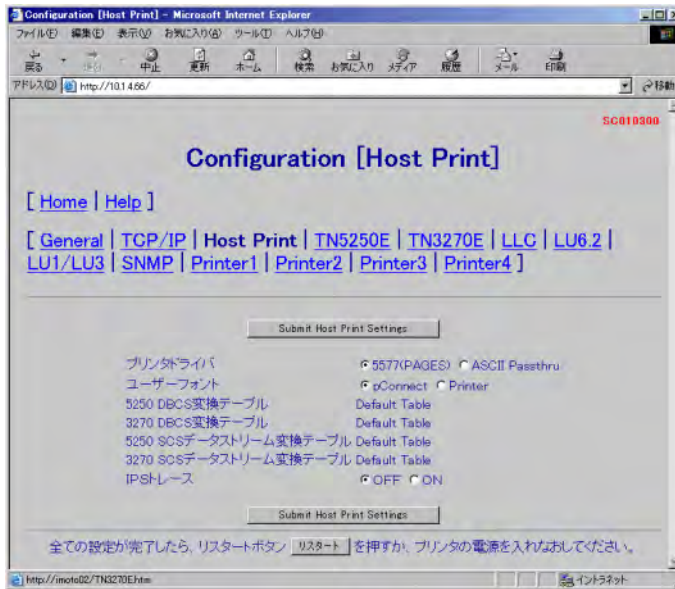 Configuration [Host Print] - Microsoft Internet Explorer
ファイル(F) 編集(E) 表示(V) お気に入り(A) ツール(T) ヘルプ(H)
戻る 中止 更新 ホーム 検索 お気に入り メディア 履歴 メール 印刷
アドレス(D) http://10.1.4.66/ 移動
SC010300
Configuration [Host Print]
[ Home | Help ]
[ General | TCP/IP | Host Print | TN5250E | TN3270E | LLC | LU6.2 |
LU1/LU3 | SNMP | Printer1 | Printer2 | Printer3 | Printer4 ]
Submit Host Print Settings
プリンタドライバ 5577(PAGES) ASCII Passthru
ユーザーフォント pConnect Printer
5250 DBCS変換テーブル Default Table
3270 DBCS変換テーブル Default Table
5250 SCSデータストリーム変換テーブル Default Table
3270 SCSデータストリーム変換テーブル Default Table
IPSトレース OFF ON
Submit Host Print Settings
全ての設定が完了したら、リスタートボタン リスタート を押すか、プリンタの電源を入れなおしてください。
http://imoto02/TN3270E.htm イントラネット